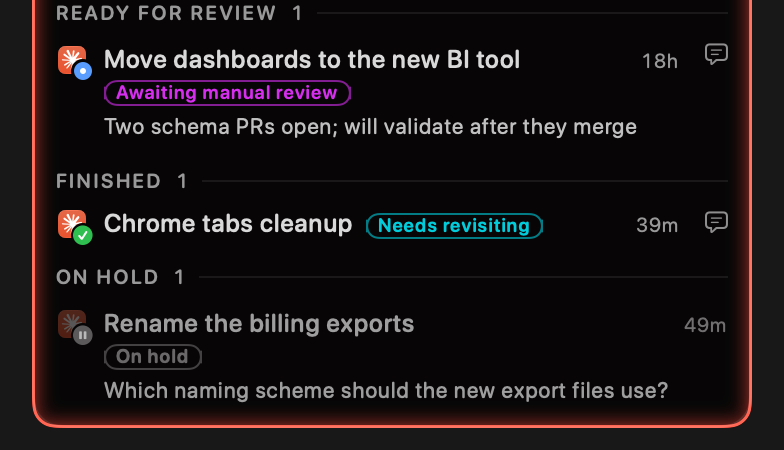 READY FOR REVIEW 1
Move dashboards to the new BI tool 18h
Awaiting manual review
Two schema PRs open; will validate after they merge
FINISHED 1
Chrome tabs cleanup Needs revisiting 39m
ON HOLD 1
Rename the billing exports 49m
On hold
Which naming scheme should the new export files use?